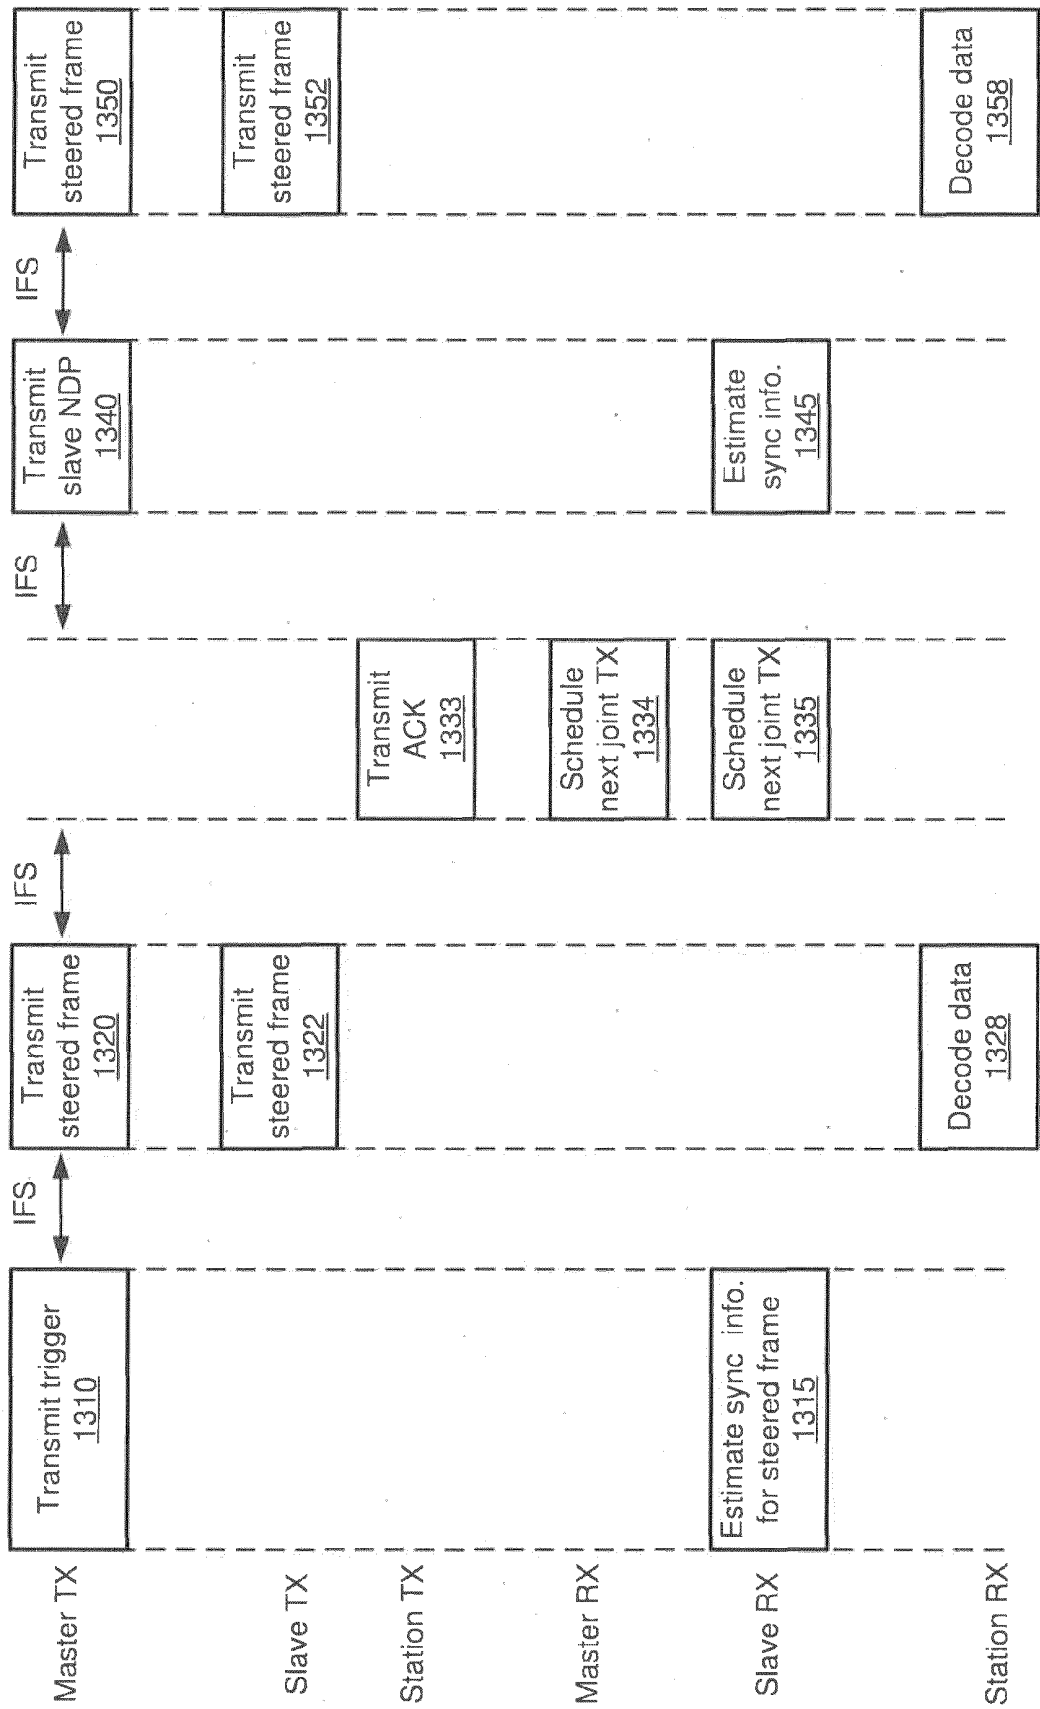 Master TX
Transmit trigger
1310
IFS
Transmit
steered frame
1320
IFS
IFS
Transmit
slave NDP
1340
IFS
Transmit
steered frame
1350
Slave TX
Transmit
steered frame
1322
Transmit
steered frame
1352
Station TX
Transmit
ACK
1333
Master RX
Schedule
next joint TX
1334
Slave RX
Estimate sync info.
for steered frame
1315
Schedule
next joint TX
1335
Estimate
sync info.
1345
Station RX
Decode data
1328
Decode data
1358